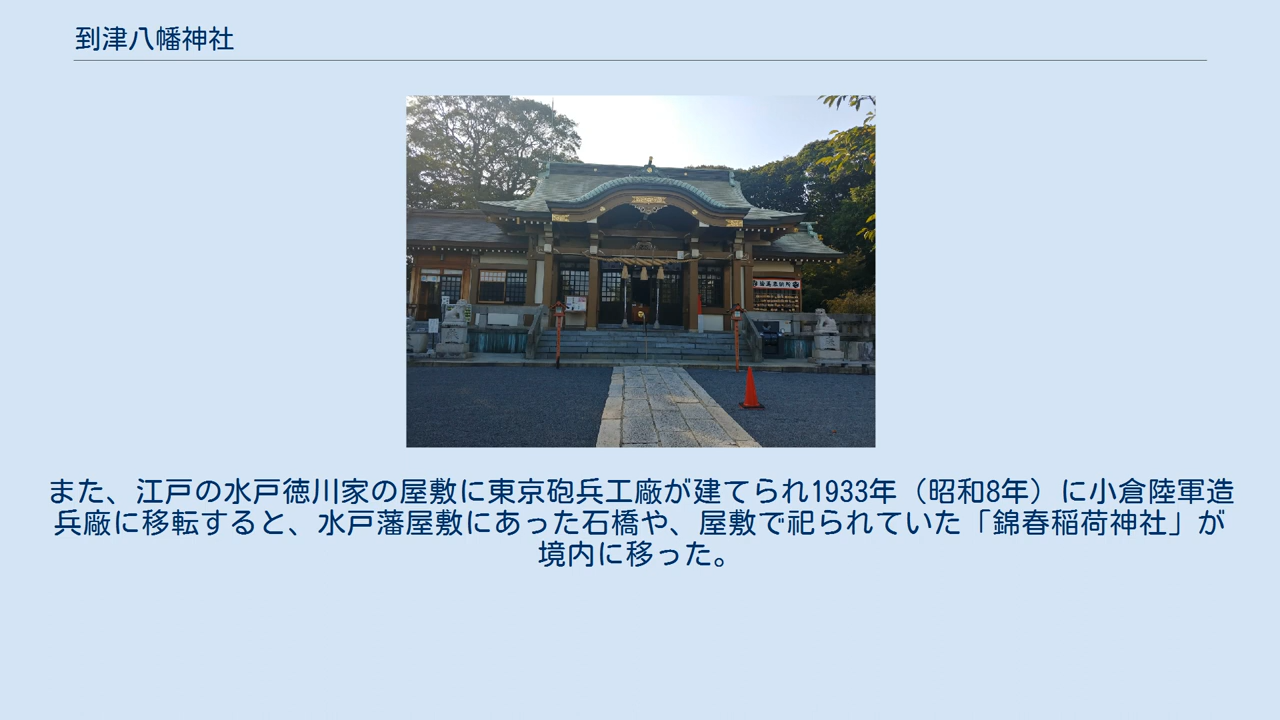 到津八幡神社
また、江戸の水戸徳川家の屋敷に東京砲兵工廠が建てられ1933年（昭和8年）に小倉陸軍造
兵廠に移転すると、水戸藩屋敷にあった石橋や、屋敷で祀られていた「錦春稲荷神社」が
境内に移った。